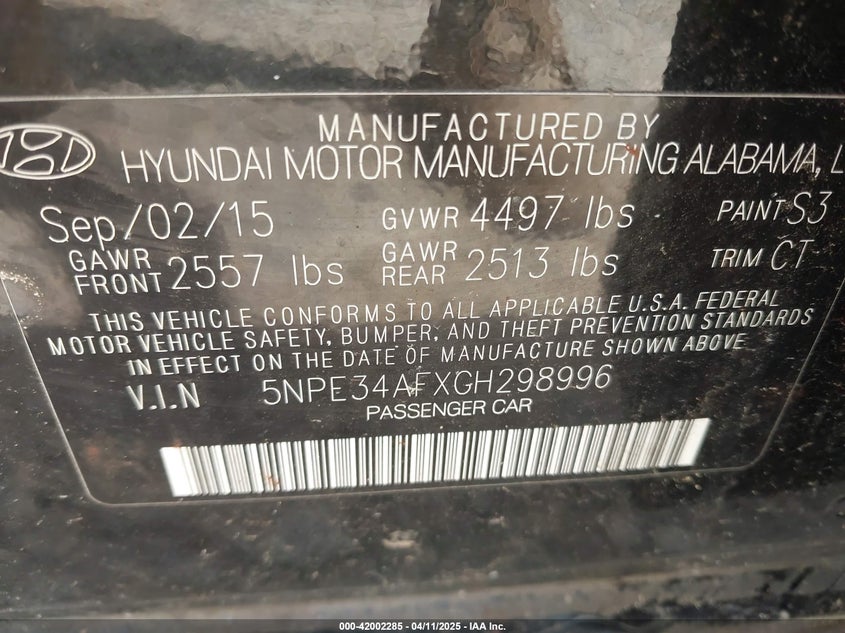 MANUFACTURED BY
HYUNDAI MOTOR MANUFACTURING ALABAMA, L
Sep/02/15 GVWR 4497 lbs PAINT S3
GAWR FRONT 2557 lbs GAWR REAR 2513 lbs TRIM CT
THIS VEHICLE CONFORMS TO ALL APPLICABLE U.S.A. FEDERAL
MOTOR VEHICLE SAFETY, BUMPER, AND THEFT PREVENTION STANDARDS
IN EFFECT ON THE DATE OF MANUFACTURE SHOWN ABOVE
V.I.N 5NPE34AFXGH298996
PASSENGER CAR
000-42002285 - 04/11/2025 - IAA Inc.